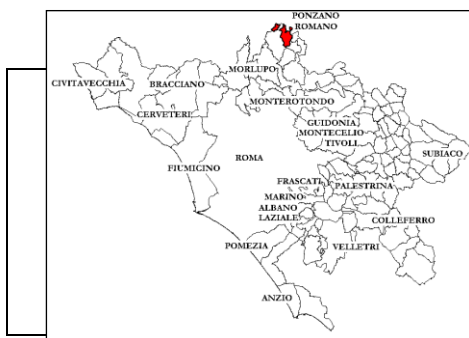 PONZANO
ROMANO
MORLUPO
CIVITAVECCHIA
BRACCIANO
MONTEROTONDO
CERVETERI
GUIDONIA
MONTECELIO
TIVOLI
ROMA
SUBIACO
FIUMICINO
FRASCATI
PALESTRINA
MARINO
ALBANO
LAZIALE
COLLEFERRO
POMEZIA
VELLETRI
ANZIO